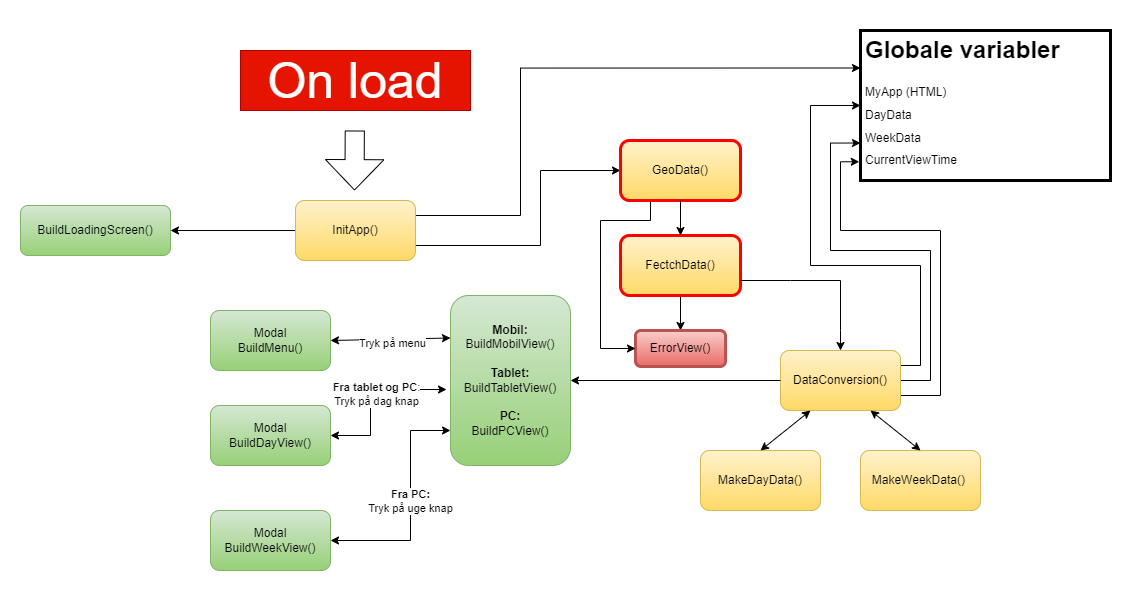 On load
Globale variabler
MyApp (HTML)
DayData
WeekData
CurrentViewTime
GeoData()
BuildLoadingScreen()
InitApp()
FectchData()
Modal
BuildMenu()
Tryk på menu
Mobil:
BuildMobilView()
Tablet:
BuildTabletView()
PC:
BuildPCView()
ErrorView()
DataConversion()
Fra tablet og PC:
Tryk på dag knap
Modal
BuildDayView()
MakeDayData()
MakeWeekData()
Fra PC:
Tryk på uge knap
Modal
BuildWeekView()